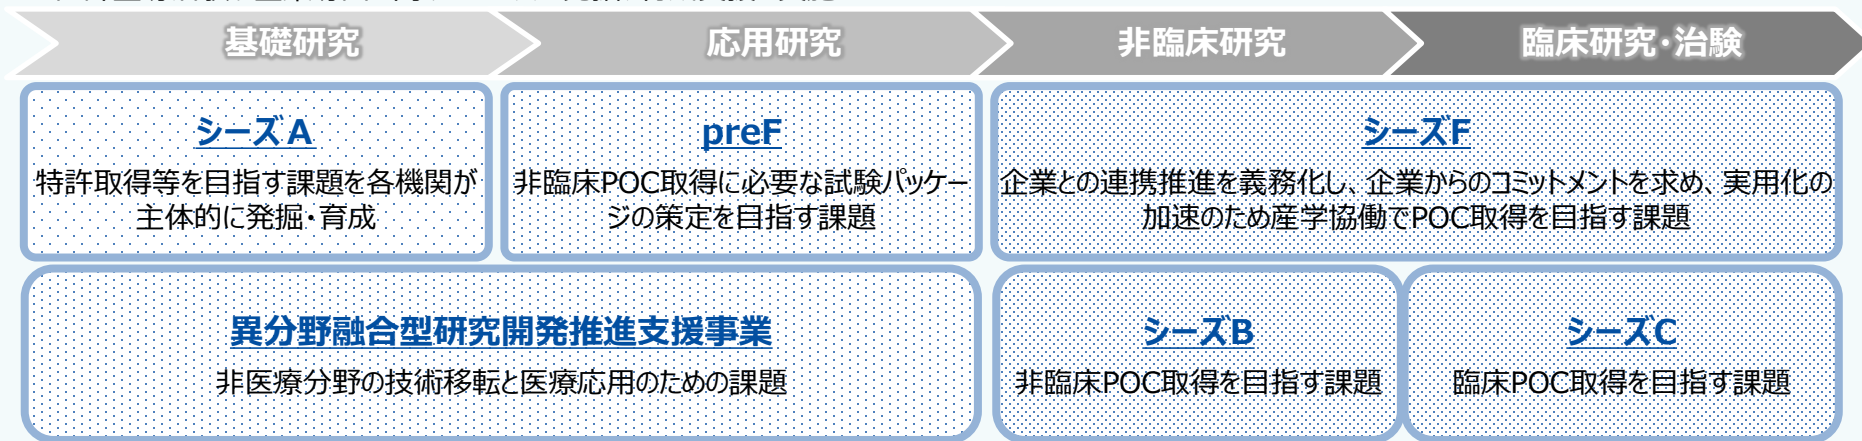 基礎研究
応用研究
非臨床研究
臨床研究・治験
シーズA
特許取得等を目指す課題を各機関が
主体的に発掘・育成
preF
非臨床POC取得に必要な試験パッケー
ジの策定を目指す課題
シーズF
企業との連携推進を義務化し、企業からのコミットメントを求め、実用化の
加速のため産学協働でPOC取得を目指す課題
異分野融合型研究開発推進支援事業
非医療分野の技術移転と医療応用のための課題
シーズB
非臨床POC取得を目指す課題
シーズC
臨床POC取得を目指す課題